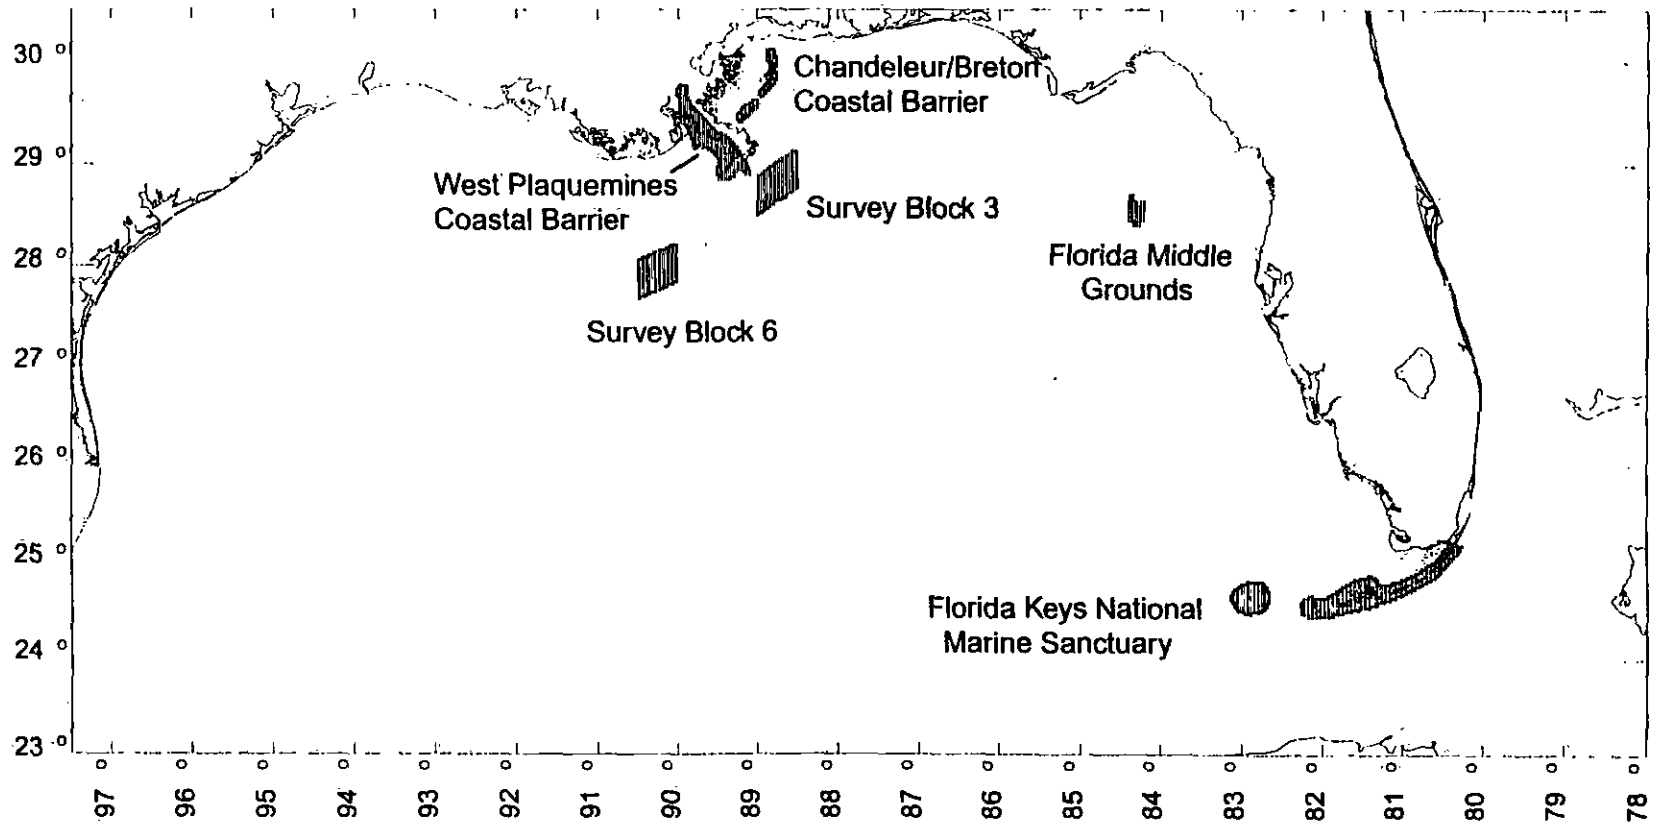 30 °
Chandeleur/Breton
Coastal Barrier
29 °
West Plaquemines
Coastal Barrier
Survey Block 3
28 °
Florida Middle
Grounds
Survey Block 6
27 °
26 °
25 °
Florida Keys National
Marine Sanctuary
24 °
23 °
97 ° 96 ° 95 ° 94 ° 93 ° 92 ° 91 ° 90 ° 89 ° 88 ° 87 ° 86 ° 85 ° 84 ° 83 ° 82 ° 81 ° 80 ° 79 ° 78 °